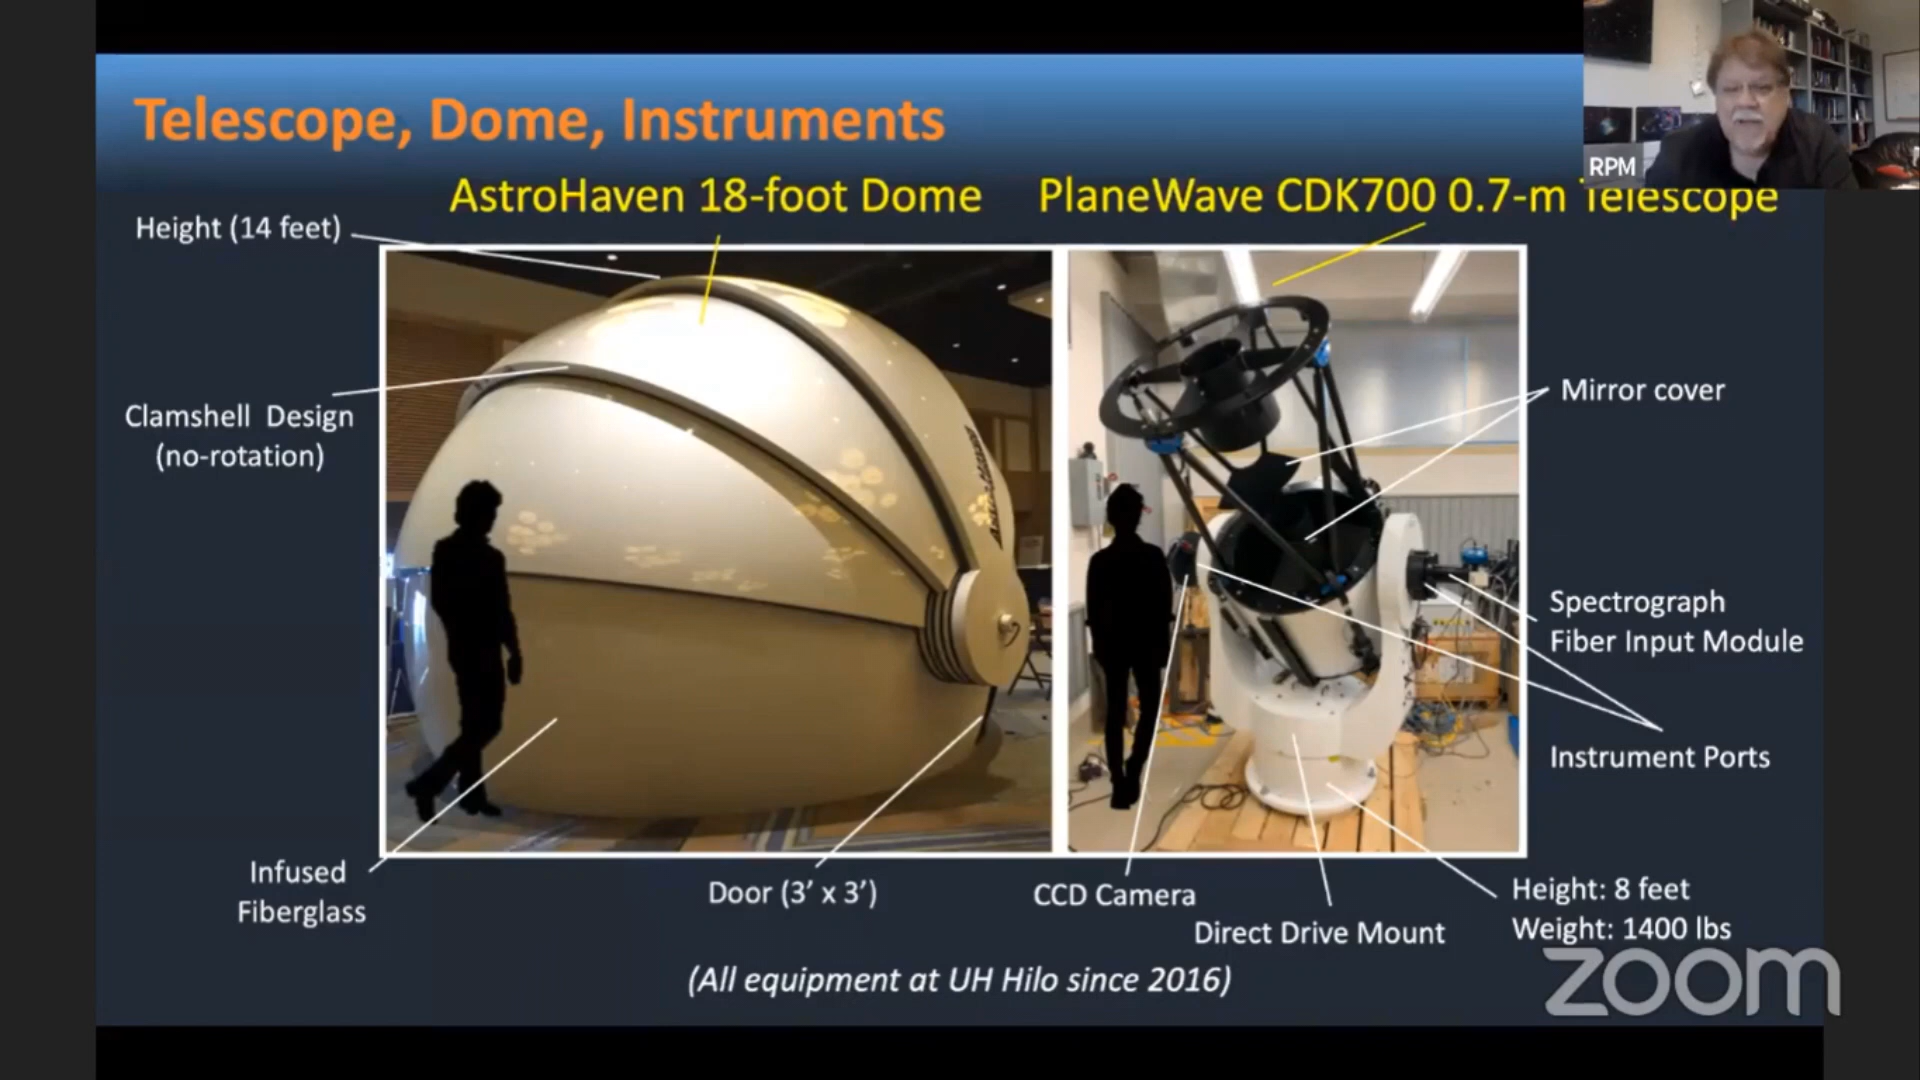 Telescope, Dome, Instruments
RPM
AstroHaven 18-foot Dome
PlaneWave CDK700 0.7-m Telescope
Height (14 feet)
Mirror cover
Clamshell Design
(no-rotation)
AstroHaven
Spectrograph
Fiber Input Module
Instrument Ports
Infused
Fiberglass
Door (3’ x 3’)
CCD Camera
Direct Drive Mount
Height: 8 feet
Weight: 1400 lbs
(All equipment at UH Hilo since 2016)
zoom